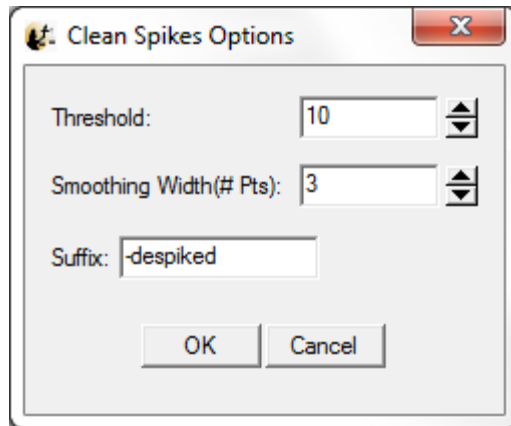 Clean Spikes Options
Threshold: 10
Smoothing Width(# Pts): 3
Suffix: -despiked
OK Cancel